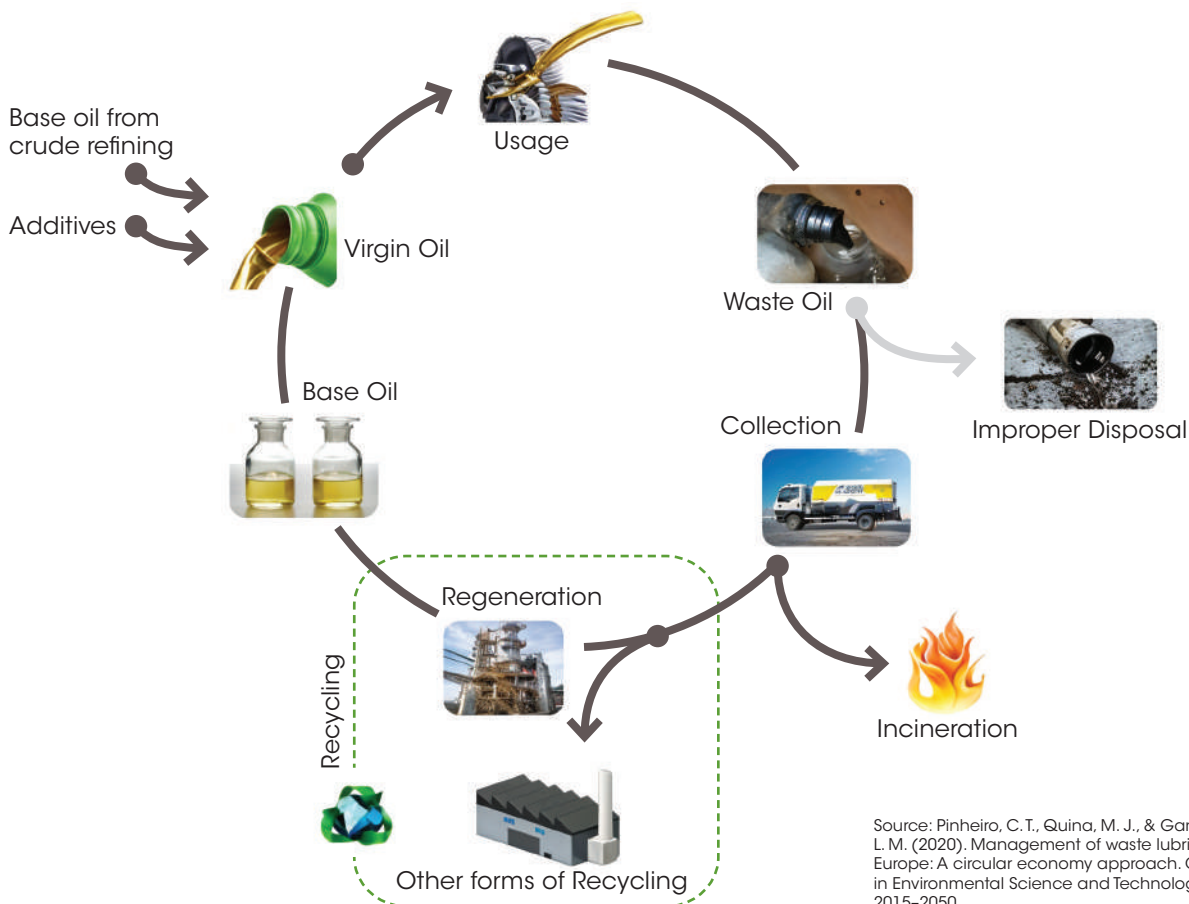 Base oil from
crude refining
Additives
Virgin Oil
Usage
Waste Oil
Improper Disposal
Collection
Base Oil
Regeneration
Recycling
Incineration
Other forms of Recycling
Source: Pinheiro, C. T., Quina, M. J., & Gar
L. M. (2020). Management of waste lubri
Europe: A circular economy approach. C
in Environmental Science and Technolog
2015–2050